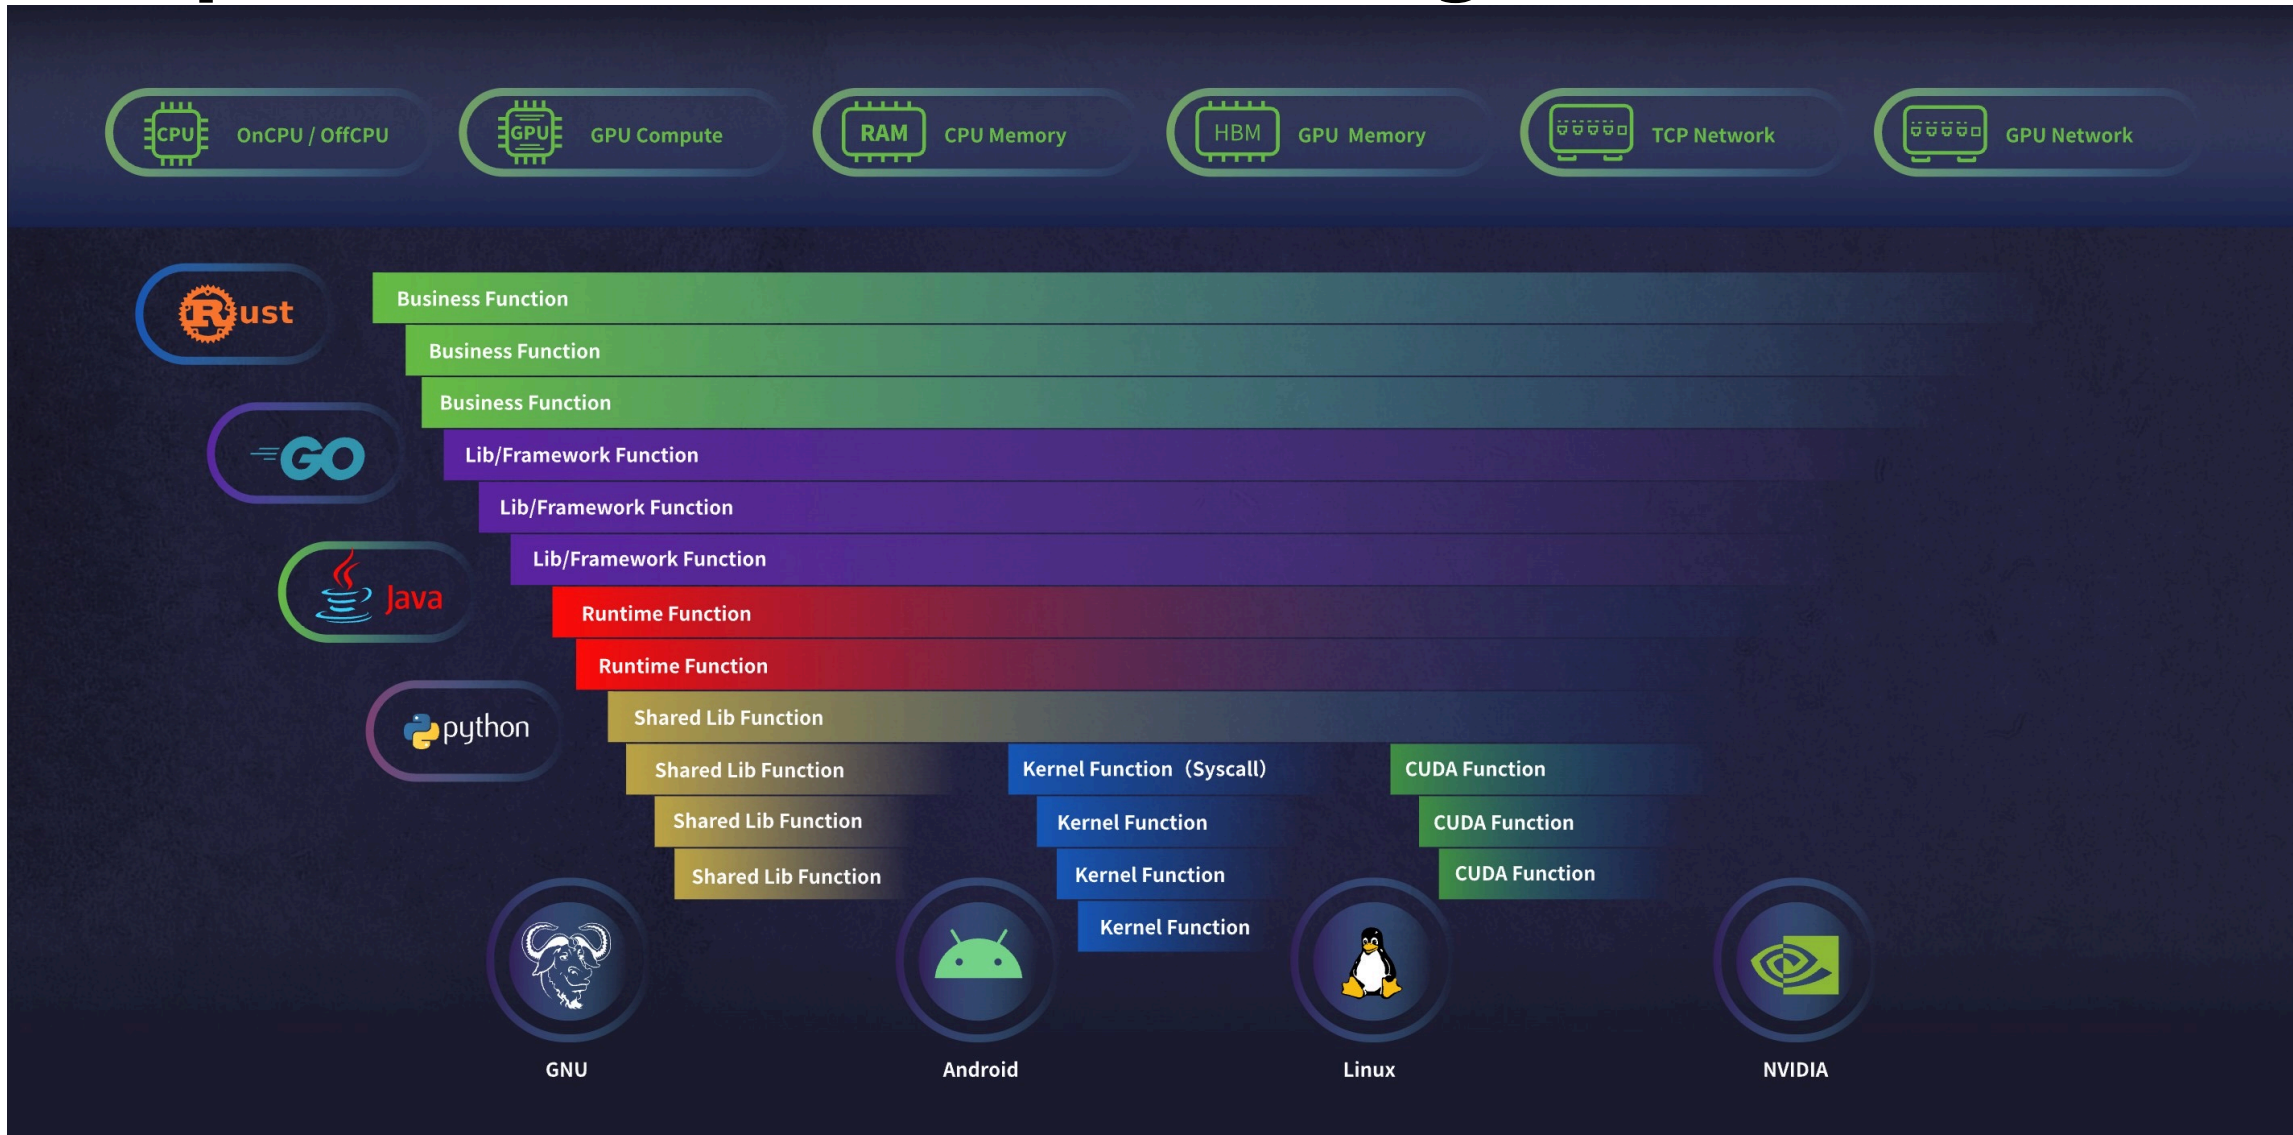 CPU OnCPU / OffCPU
GPU GPU Compute
RAM CPU Memory
HBM GPU Memory
TCP Network
GPU Network
Rust
Business Function
Business Function
Business Function
GO
Lib/Framework Function
Lib/Framework Function
Lib/Framework Function
Java
Runtime Function
Runtime Function
python
Shared Lib Function
Shared Lib Function
Kernel Function（Syscall）
CUDA Function
Shared Lib Function
Kernel Function
CUDA Function
Shared Lib Function
Kernel Function
CUDA Function
Kernel Function
GNU
Android
Linux
NVIDIA